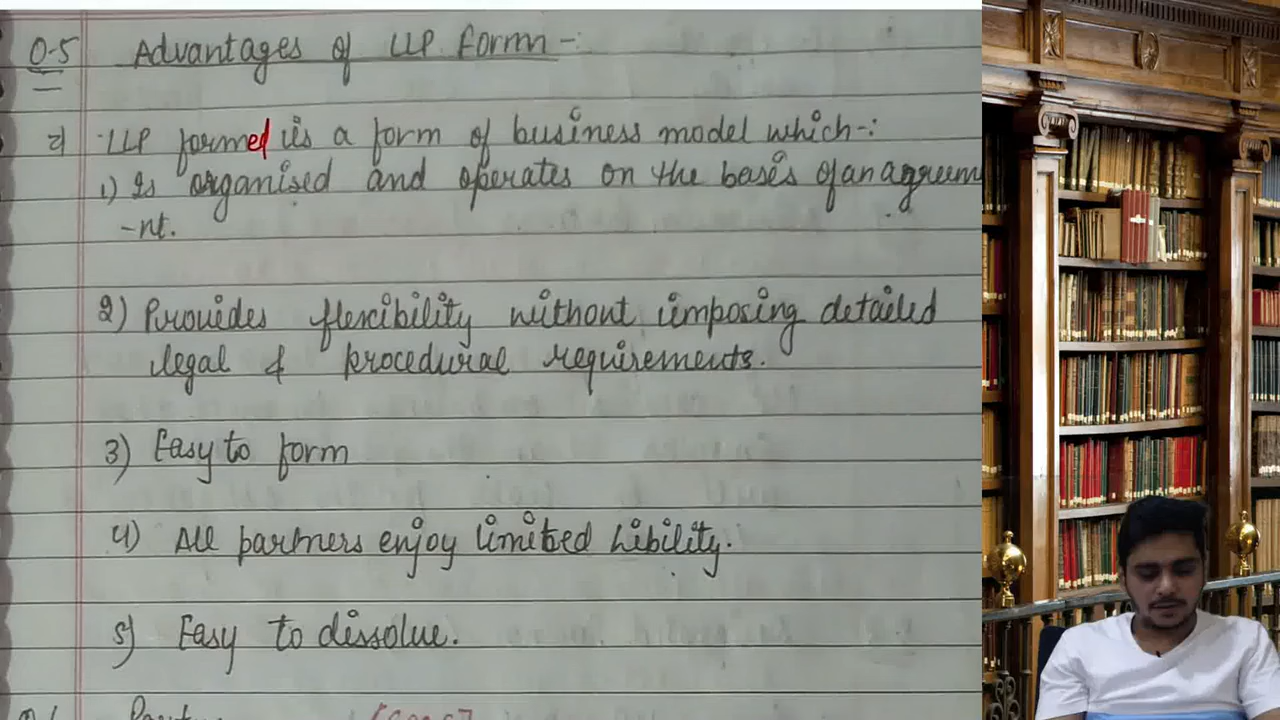 Q-5 Advantages of LLP Form -:
LLP formed is a form of business model which -:
1) Is organised and operates on the bases of an agreem
-nt.
2) Provides flexibility without imposing detailed
legal & procedural requirements.
3) Easy to form
4) All partners enjoy limited libility.
5) Easy to dissolve.